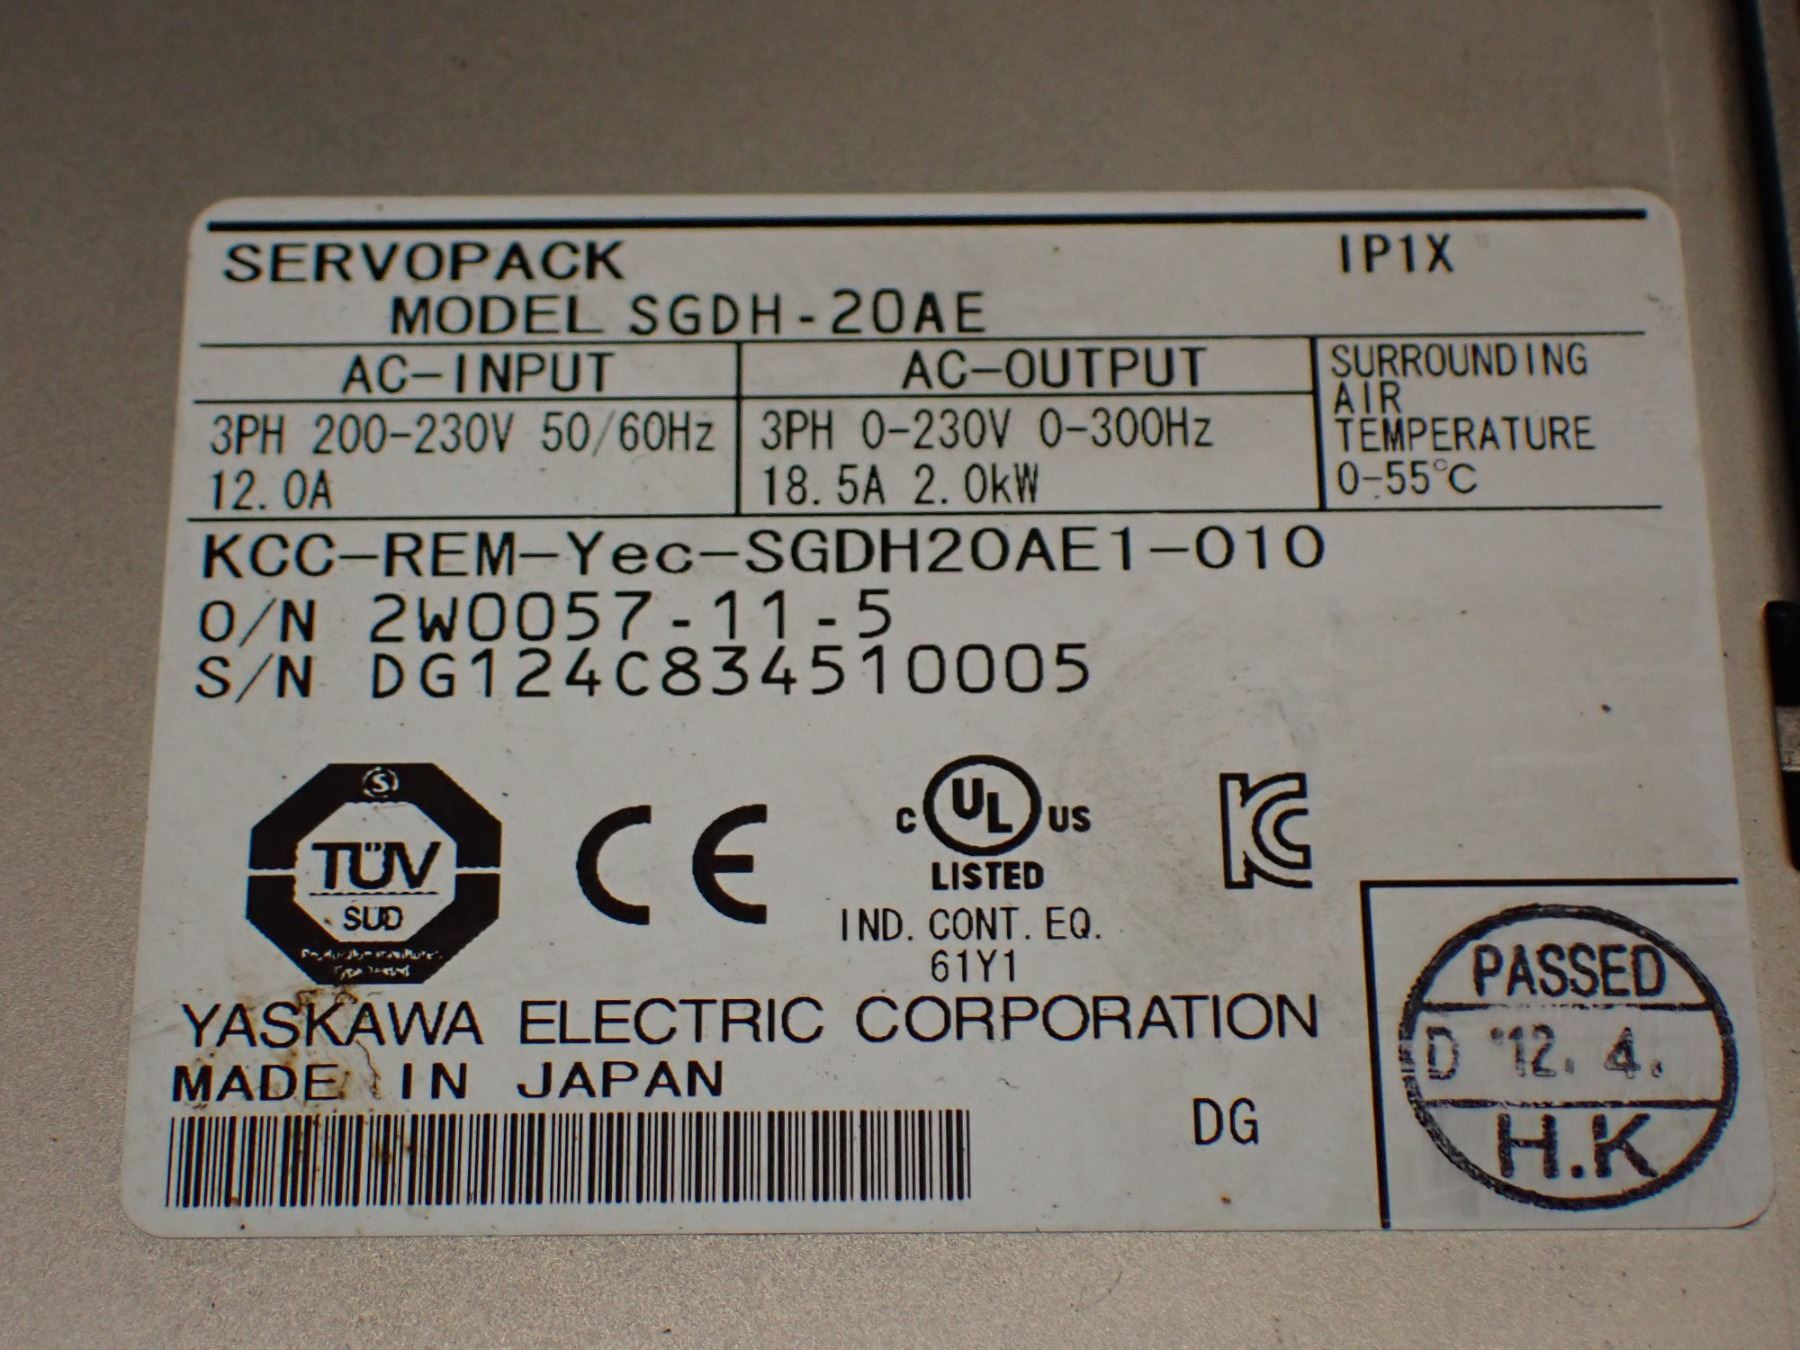 SERVOPACK
IP1X
MODEL SGDH-20AE
AC-INPUT
3PH 200-230V 50/60Hz
12.0A
AC-OUTPUT
3PH 0-230V 0-300Hz
18.5A 2.0kW
SURROUNDING
AIR
TEMPERATURE
0-55°C
KCC-REM-Yec-SGDH20AE1-010
O/N 2W0057-11-5
S/N DG124C834510005
S
TÜV
SUD
CE
C UL US
LISTED
IND. CONT. EQ.
61Y1
KC
YASKAWA ELECTRIC CORPORATION
MADE IN JAPAN
DG
PASSED
D '12. 4.
H.K